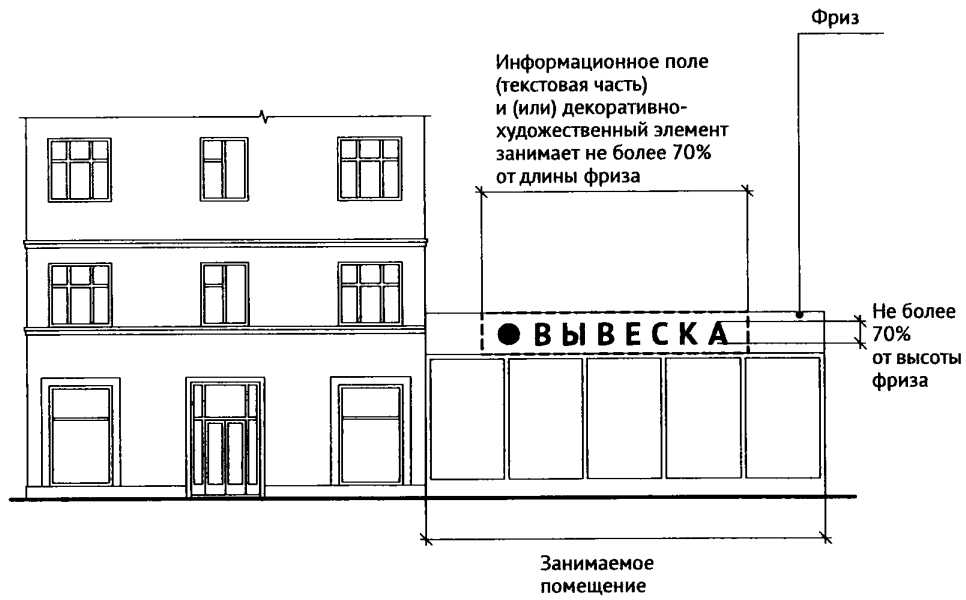 Фриз
Информационное поле
(текстовая часть)
и (или) декоративно-
художественный элемент
занимает не более 70%
от длины фриза
ВЫВЕСКА
Не более
70%
от высоты
фриза
Занимаемое
помещение